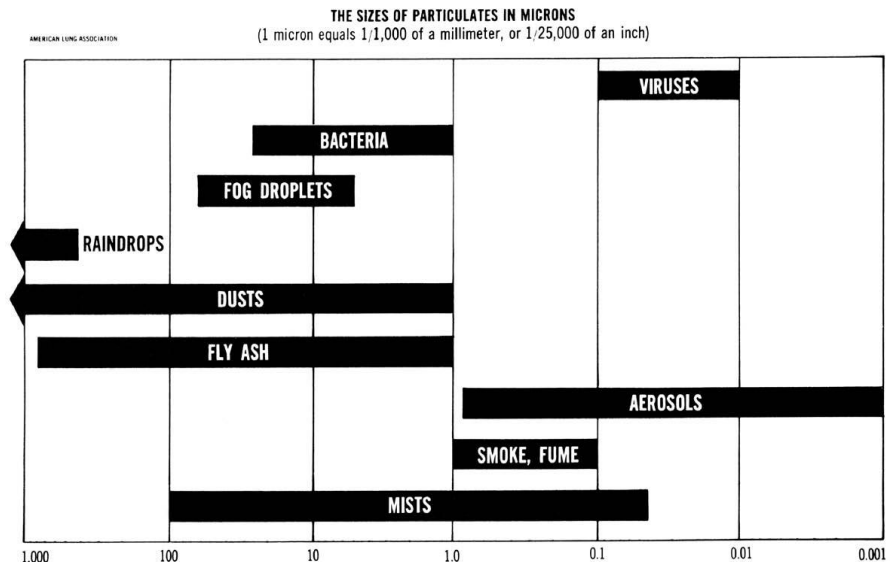 THE SIZES OF PARTICULATES IN MICRONS
(1 micron equals 1/1,000 of a millimeter, or 1/25,000 of an inch)
AMERICAN LUNG ASSOCIATION
VIRUSES
BACTERIA
FOG DROPLETS
RAINDROPS
DUSTS
FLY ASH
AEROSOLS
SMOKE, FUME
MISTS
1,000 100 10 1.0 0.1 0.01 0.001